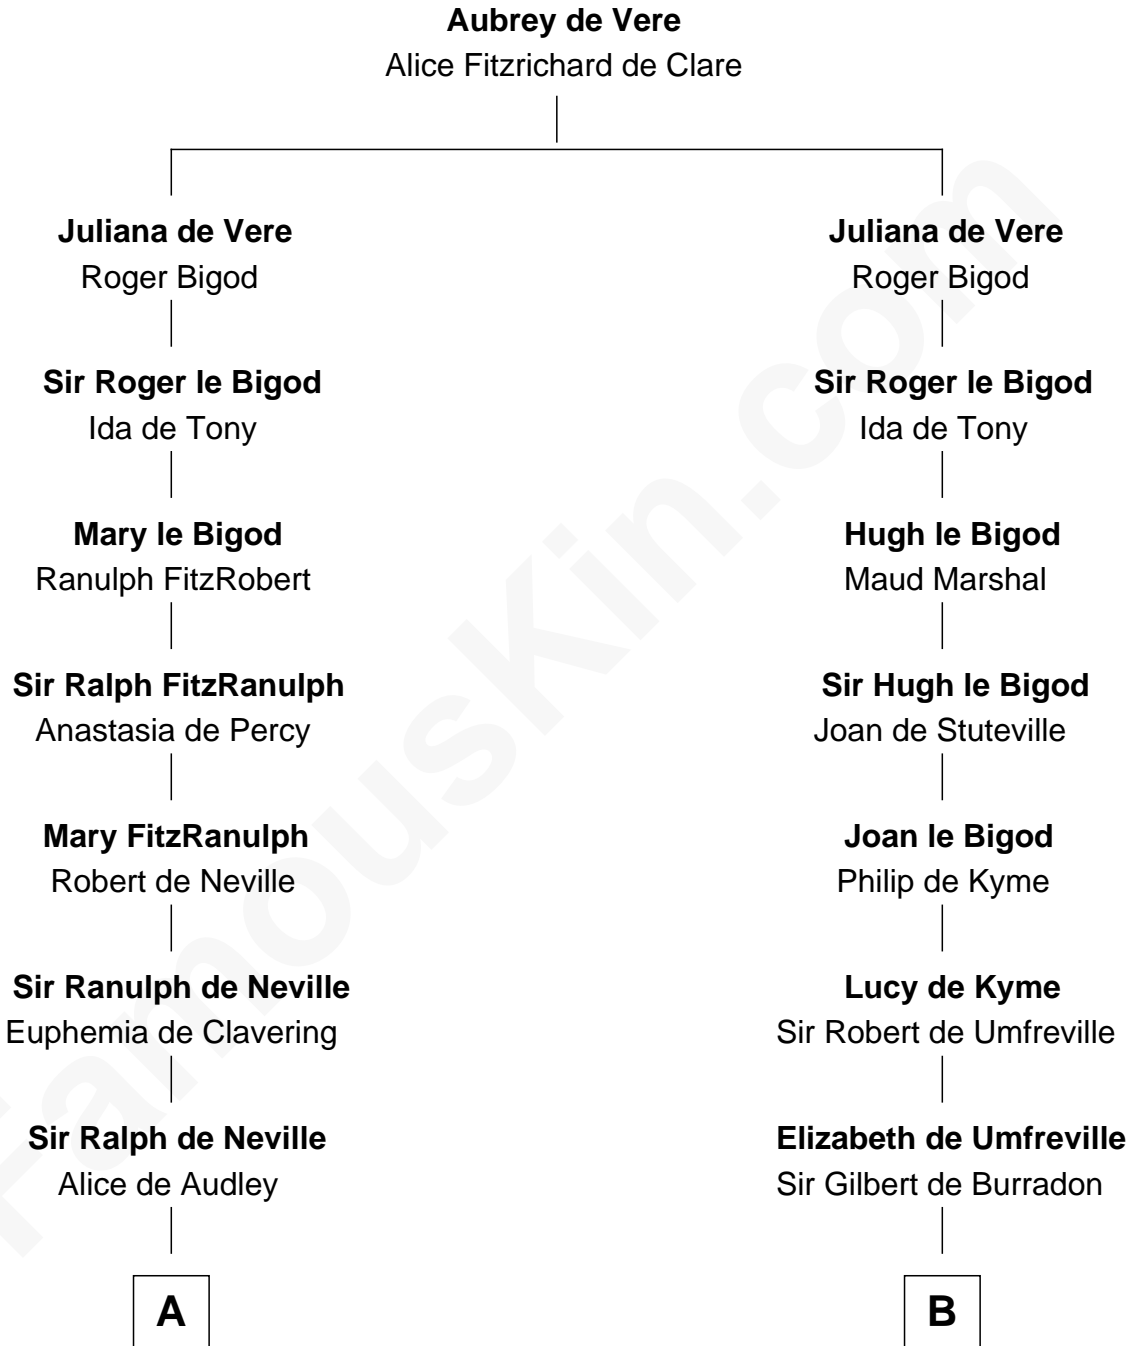 Aubrey de Vere
Alice Fitzrichard de Clare
Juliana de Vere
Roger Bigod
Sir Roger le Bigod
Ida de Tony
Mary le Bigod
Ranulph FitzRobert
Sir Ralph FitzRanulph
Anastasia de Percy
Mary FitzRanulph
Robert de Neville
Sir Ranulph de Neville
Euphemia de Clavering
Sir Ralph de Neville
Alice de Audley
A
Juliana de Vere
Roger Bigod
Sir Roger le Bigod
Ida de Tony
Hugh le Bigod
Maud Marshal
Sir Hugh le Bigod
Joan de Stuteville
Joan le Bigod
Philip de Kyme
Lucy de Kyme
Sir Robert de Umfreville
Elizabeth de Umfreville
Sir Gilbert de Burradon
B
FamousKin.com